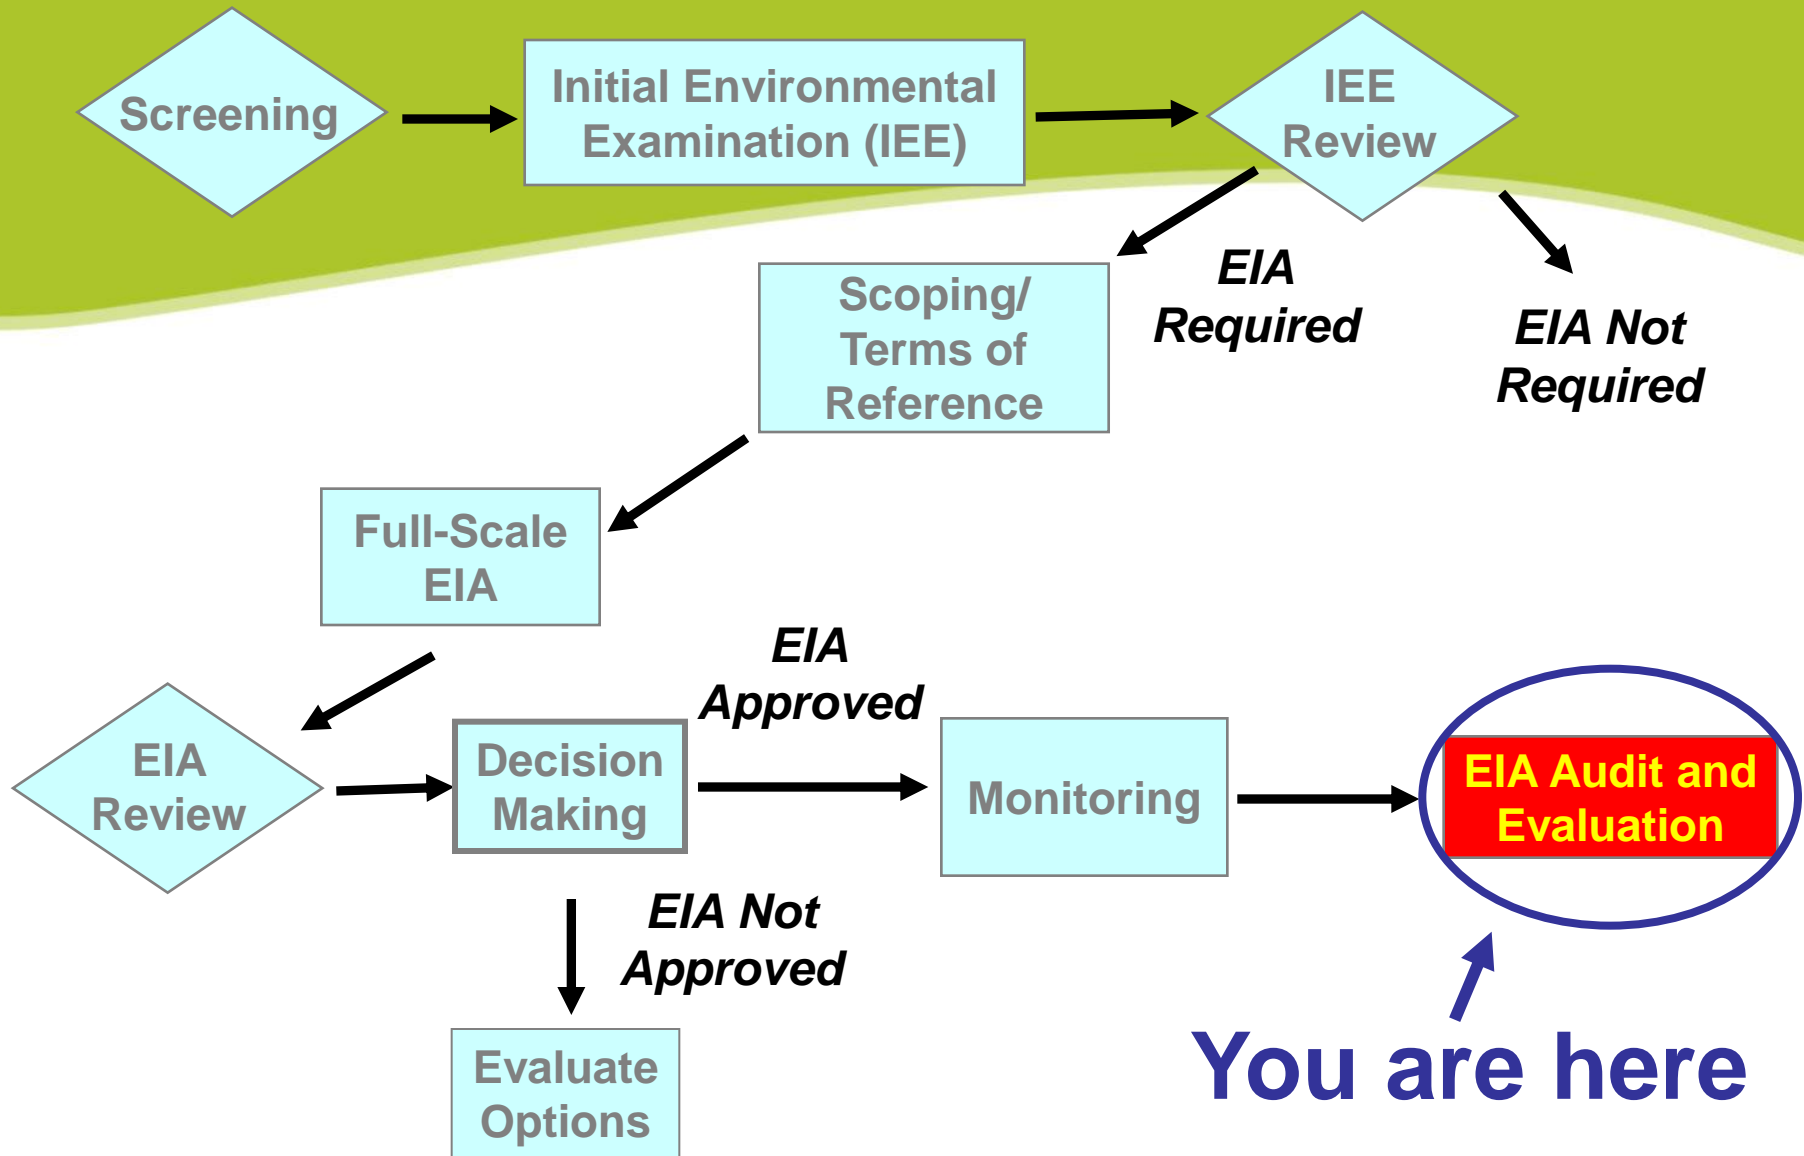 Screening
Initial Environmental
Examination (IEE)
IEE
Review
EIA
Required
EIA Not
Required
Scoping/
Terms of
Reference
Full-Scale
EIA
EIA
Approved
EIA
Review
Decision
Making
Monitoring
EIA Audit and
Evaluation
EIA Not
Approved
Evaluate
Options
You are here